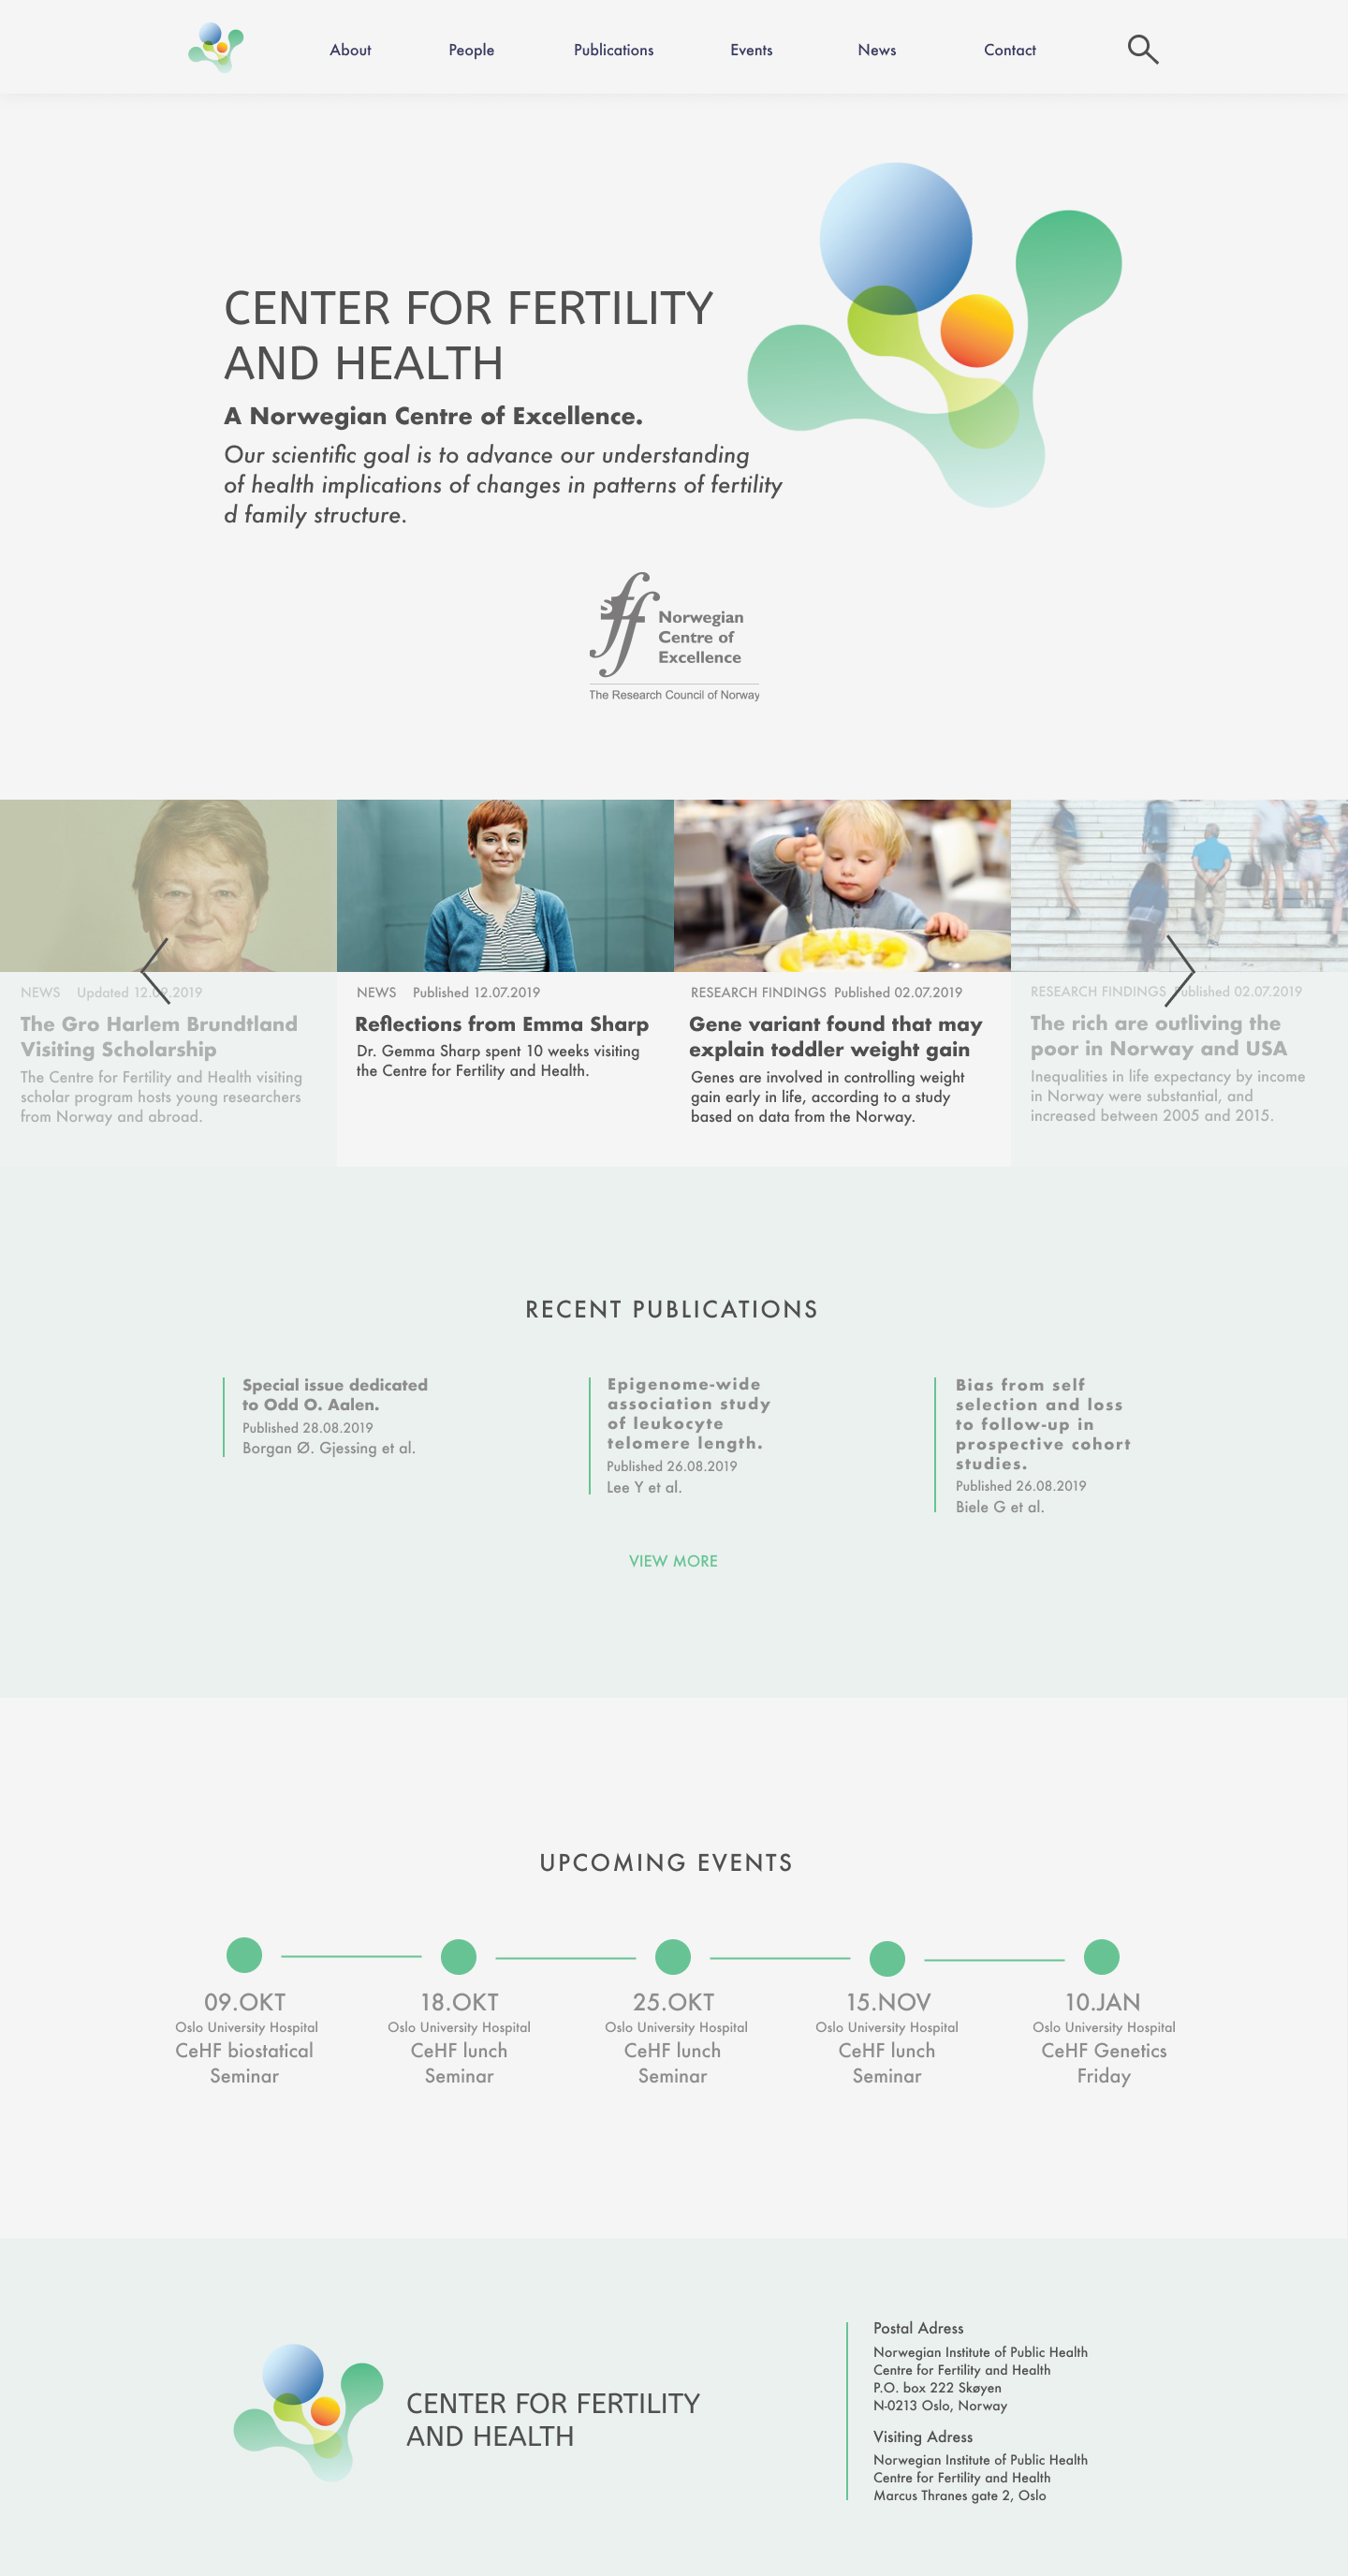 About
People
Publications
Events
News
Contact
CENTER FOR FERTILITY
AND HEALTH
A Norwegian Centre of Excellence.
Our scientific goal is to advance our understanding
of health implications of changes in patterns of fertility
d family structure.
sff
Norwegian
Centre of
Excellence
The Research Council of Norway
NEWS Updated 12.09.2019
The Gro Harlem Brundtland
Visiting Scholarship
The Centre for Fertility and Health visiting
scholar program hosts young researchers
from Norway and abroad.
NEWS Published 12.07.2019
Reflections from Emma Sharp
Dr. Gemma Sharp spent 10 weeks visiting
the Centre for Fertility and Health.
RESEARCH FINDINGS Published 02.07.2019
Gene variant found that may
explain toddler weight gain
Genes are involved in controlling weight
gain early in life, according to a study
based on data from the Norway.
RESEARCH FINDINGS Published 02.07.2019
The rich are outliving the
poor in Norway and USA
Inequalities in life expectancy by income
in Norway were substantial, and
increased between 2005 and 2015.
RECENT PUBLICATIONS
Special issue dedicated
to Odd O. Aalen.
Published 28.08.2019
Borgan Ø. Gjessing et al.
Epigenome-wide
association study
of leukocyte
telomere length.
Published 26.08.2019
Lee Y et al.
Bias from self
selection and loss
to follow-up in
prospective cohort
studies.
Published 26.08.2019
Biele G et al.
VIEW MORE
UPCOMING EVENTS
09.OKT
Oslo University Hospital
CeHF biostatical
Seminar
18.OKT
Oslo University Hospital
CeHF lunch
Seminar
25.OKT
Oslo University Hospital
CeHF lunch
Seminar
15.NOV
Oslo University Hospital
CeHF lunch
Seminar
10.JAN
Oslo University Hospital
CeHF Genetics
Friday
CENTER FOR FERTILITY
AND HEALTH
Postal Adress
Norwegian Institute of Public Health
Centre for Fertility and Health
P.O. box 222 Skøyen
N-0213 Oslo, Norway
Visiting Adress
Norwegian Institute of Public Health
Centre for Fertility and Health
Marcus Thranes gate 2, Oslo